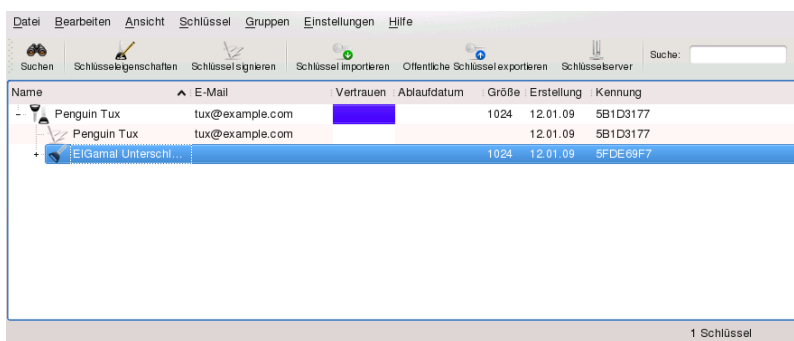 Datei Bearbeiten Ansicht Schlüssel Gruppen Einstellungen Hilfe
Suchen Schlüsseleigenschaften Schlüssel signieren Schlüssel importieren Öffentliche Schlüssel exportieren Schlüsselserver Suche:
Name E-Mail Vertrauen Ablaufdatum Größe Erstellung Kennung
Penguin Tux tux@example.com 1024 12.01.09 5B1D3177
Penguin Tux tux@example.com 12.01.09 5B1D3177
ElGamal Unterschl... 1024 12.01.09 5FDE69F7
1 Schlüssel